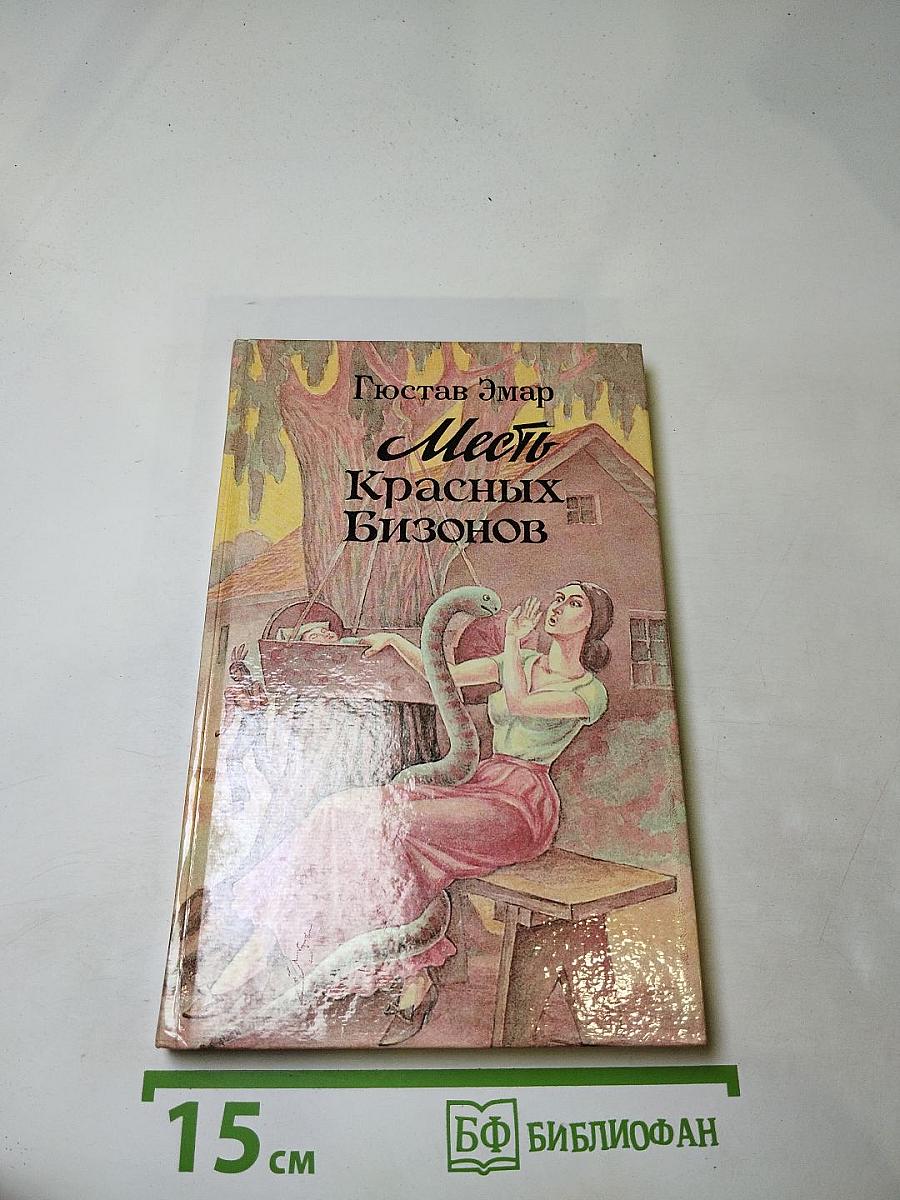 Гюстав Эмар
Месть
Красных
Бизонов
15 см
БФ БИБЛИОФАН